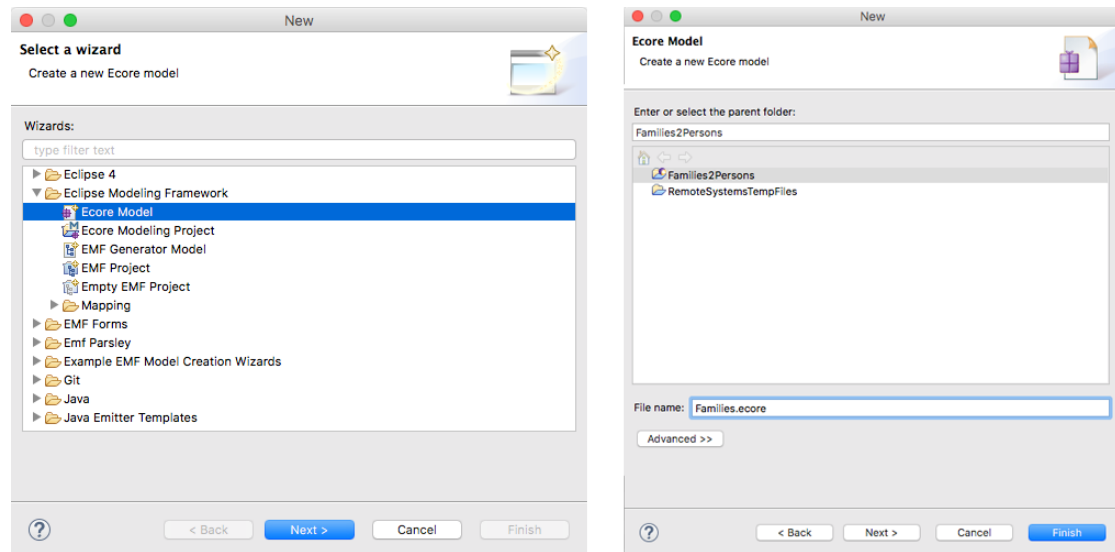 New
Select a wizard
Create a new Ecore model
Wizards:
type filter text
Eclipse 4
Eclipse Modeling Framework
Ecore Model
Ecore Modeling Project
EMF Generator Model
EMF Project
Empty EMF Project
Mapping
EMF Forms
Emf Parsley
Example EMF Model Creation Wizards
Git
Java
Java Emitter Templates
?
< Back
Next >
Cancel
Finish
New
Ecore Model
Create a new Ecore model
Enter or select the parent folder:
Families2Persons
Families2Persons
RemoteSystemsTempFiles
File name: Families.ecore
Advanced >>
?
< Back
Next >
Cancel
Finish